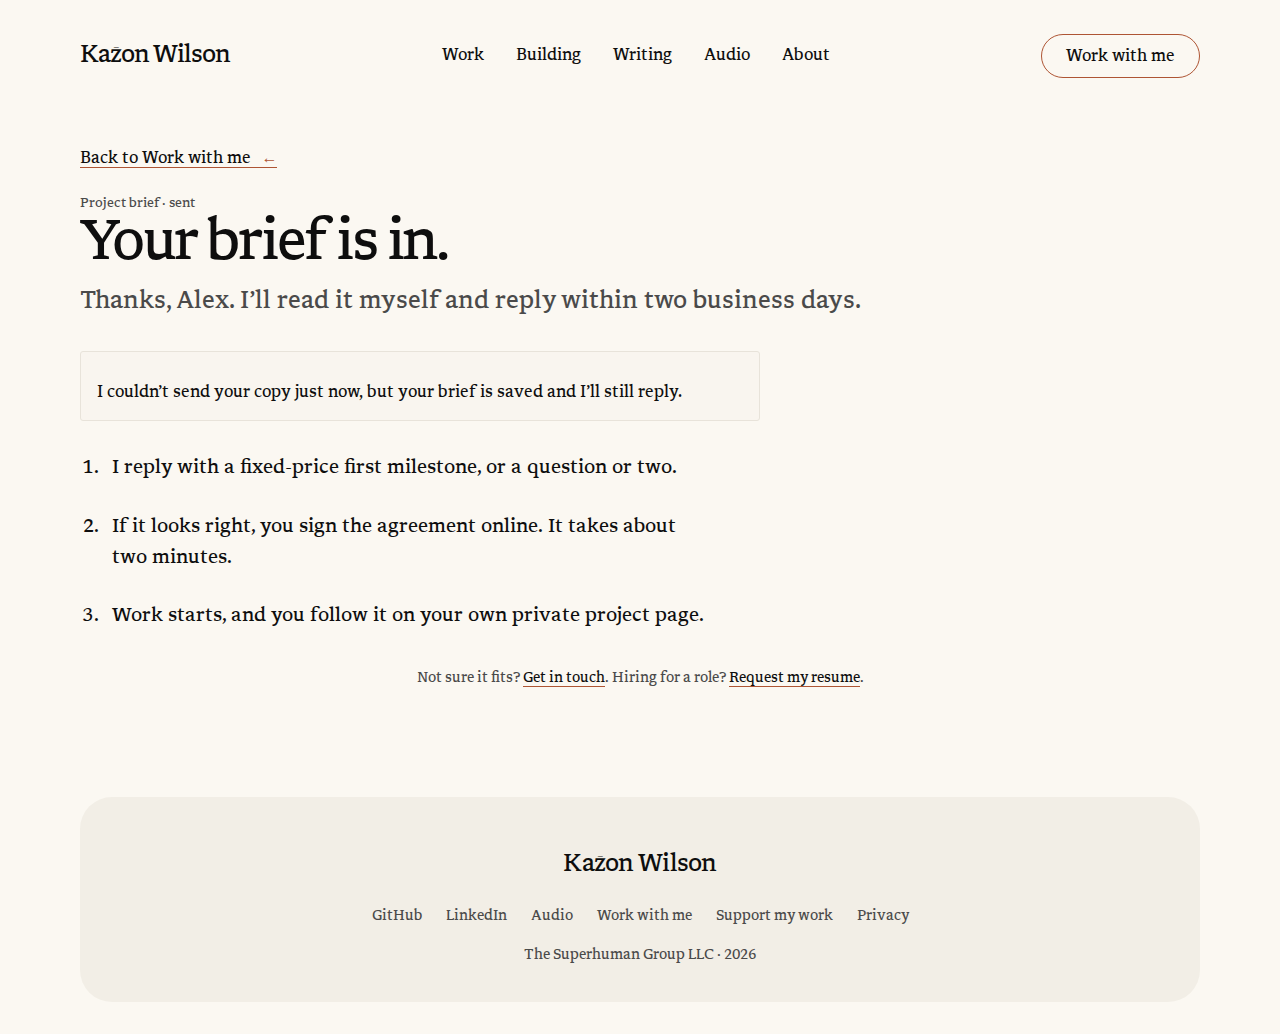 Każon Wilson
Work Building Writing Audio About
Work with me
Back to Work with me ←
Project brief · sent
Your brief is in.
Thanks, Alex. I’ll read it myself and reply within two business days.
I couldn’t send your copy just now, but your brief is saved and I’ll still reply.
1. I reply with a fixed-price first milestone, or a question or two.
2. If it looks right, you sign the agreement online. It takes about
two minutes.
3. Work starts, and you follow it on your own private project page.
Not sure it fits? Get in touch. Hiring for a role? Request my resume.
Każon Wilson
GitHub LinkedIn Audio Work with me Support my work Privacy
The Superhuman Group LLC · 2026